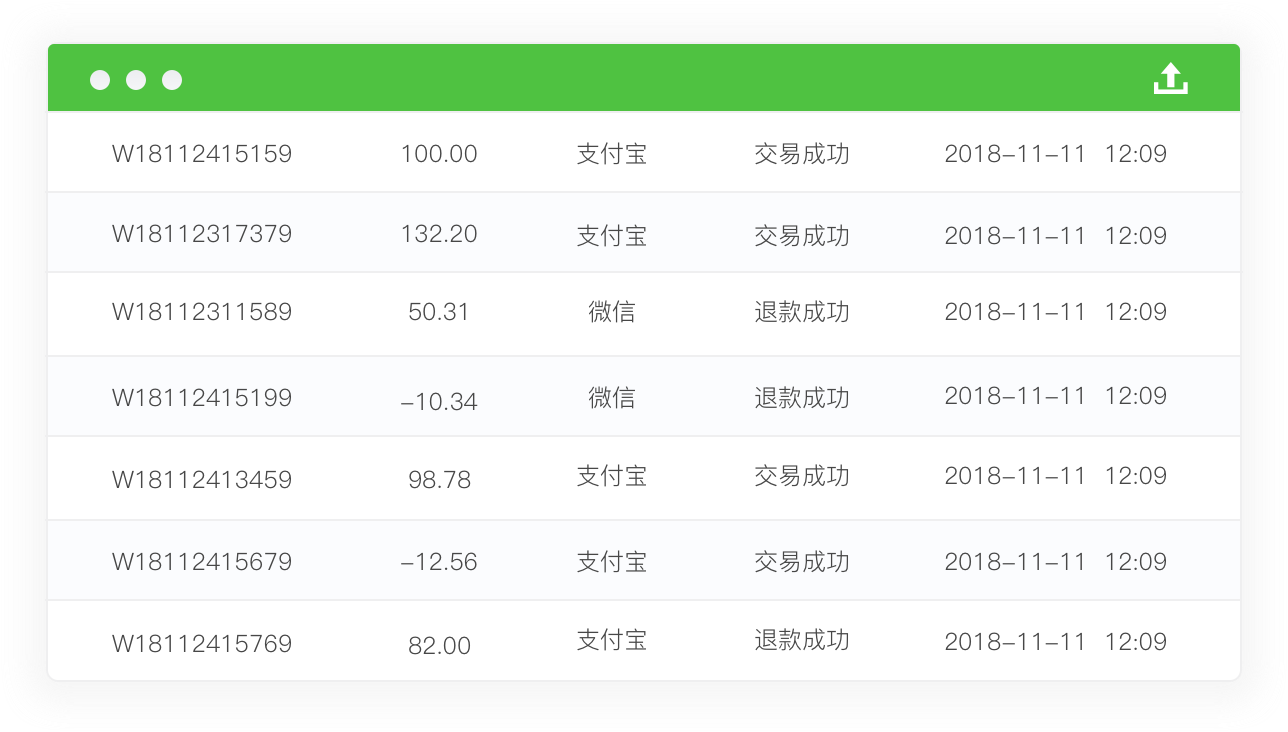 W18112415159 100.00 支付宝 交易成功 2018-11-11 12:09
W18112317379 132.20 支付宝 交易成功 2018-11-11 12:09
W18112311589 50.31 微信 退款成功 2018-11-11 12:09
W18112415199 -10.34 微信 退款成功 2018-11-11 12:09
W18112413459 98.78 支付宝 交易成功 2018-11-11 12:09
W18112415679 -12.56 支付宝 交易成功 2018-11-11 12:09
W18112415769 82.00 支付宝 退款成功 2018-11-11 12:09